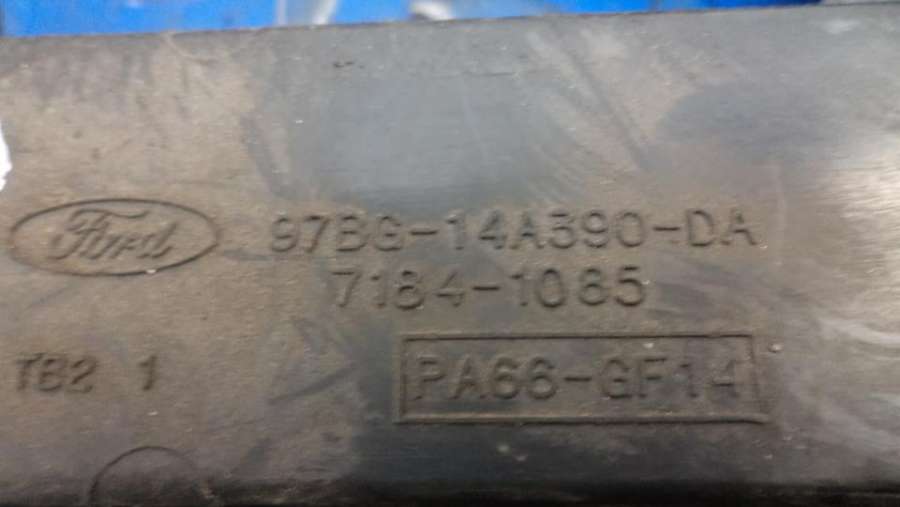 Ford 97BG-14A390-DA
7184-1085
TB2 1 PA66-GF14